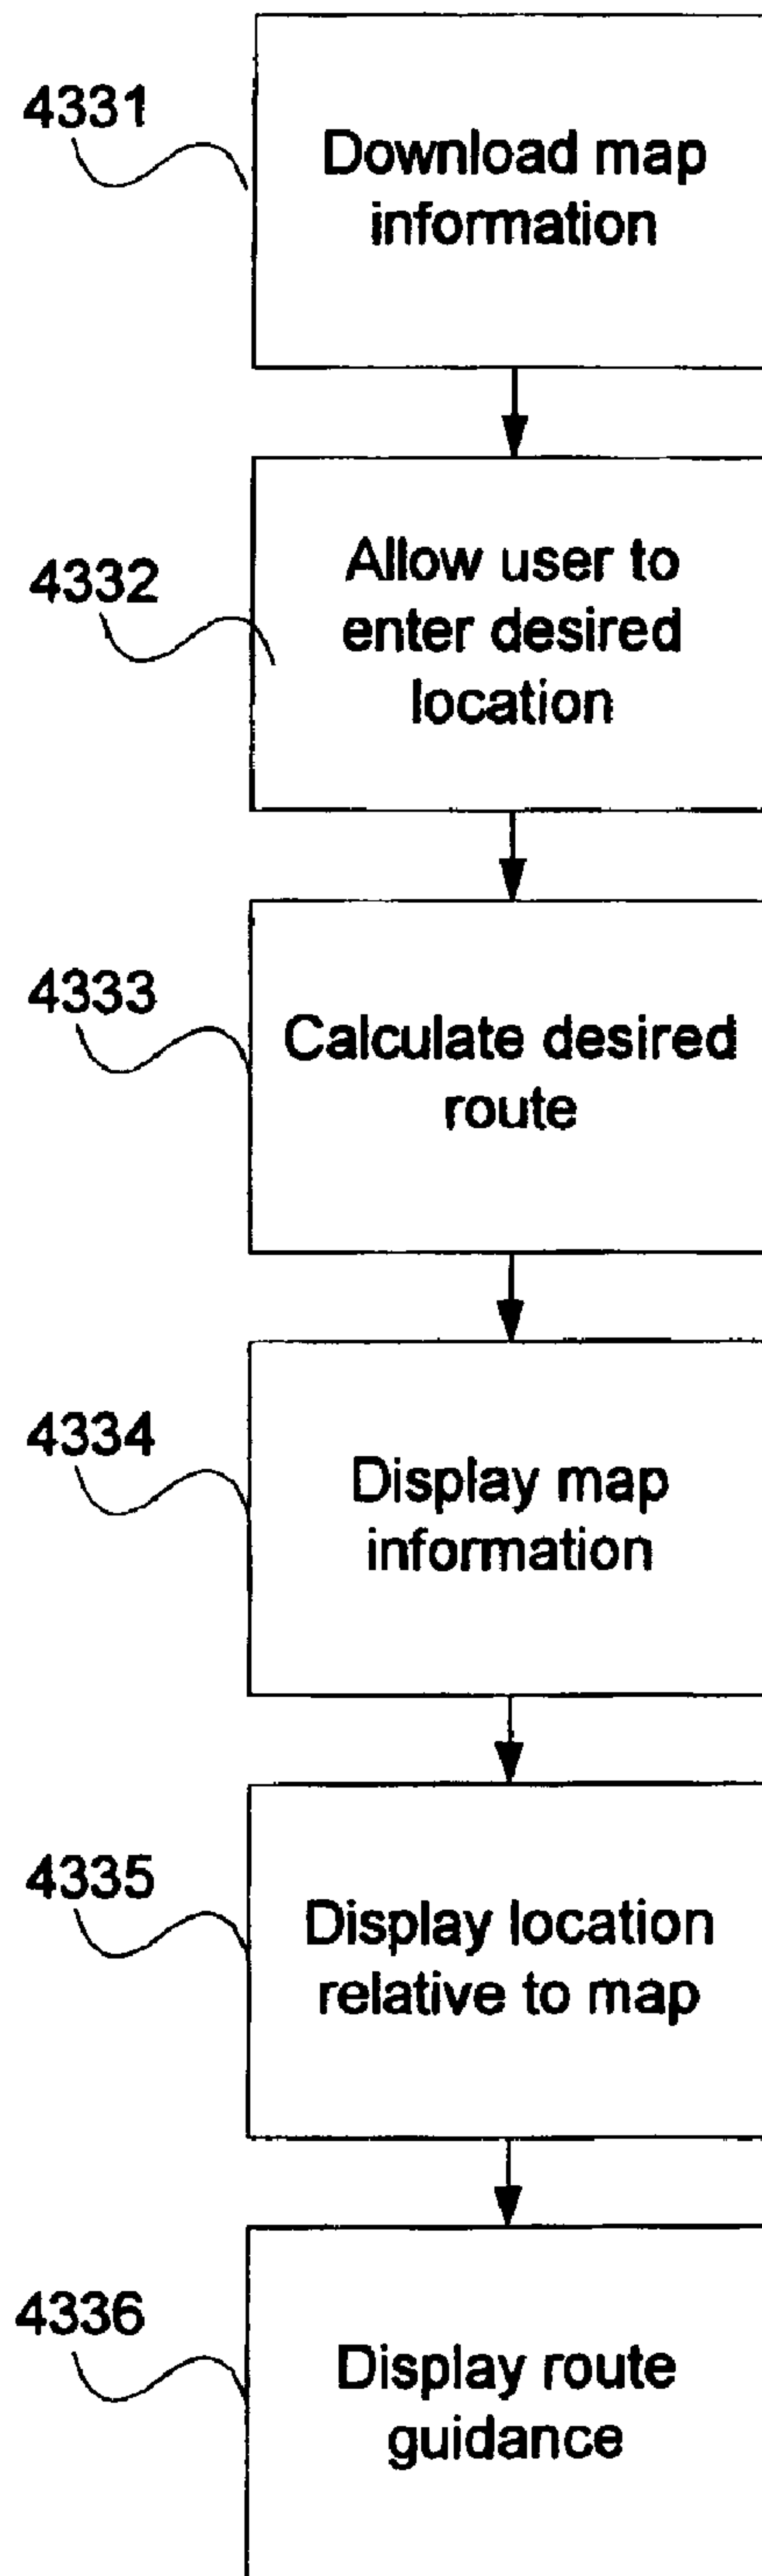 4331
Download map
information
4332
Allow user to
enter desired
location
4333
Calculate desired
route
4334
Display map
information
4335
Display location
relative to map
4336
Display route
guidance